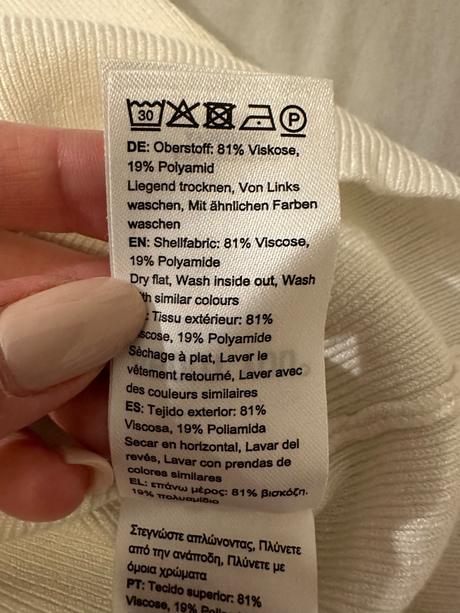 30 P
DE: Oberstoff: 81% Viskose,
19% Polyamid
Liegend trocknen, Von Links
waschen, Mit ähnlichen Farben
waschen
EN: Shellfabric: 81% Viscose,
19% Polyamide
Dry flat, Wash inside out, Wash
similar colours
Tissu extérieur: 81%
19% Polyamide
Sèchage à plat, Laver le
vêtement retourné, Laver avec
des couleurs similaires
ES: Tejido exterior: 81%
Viscosa, 19% Poliamida
Secar en horizontal, Lavar del
revés, Lavar con prendas de
colores similares
EL: επάνω μέρος: 81% βισκόζη,
19% πολυαμίδιο
Στεγνώστε απλώνοντας, Πλύνετε
από την ανάποδη, Πλύνετε με
όμοια χρώματα
PT: Tecido superior: 81%
Viscose, 19%